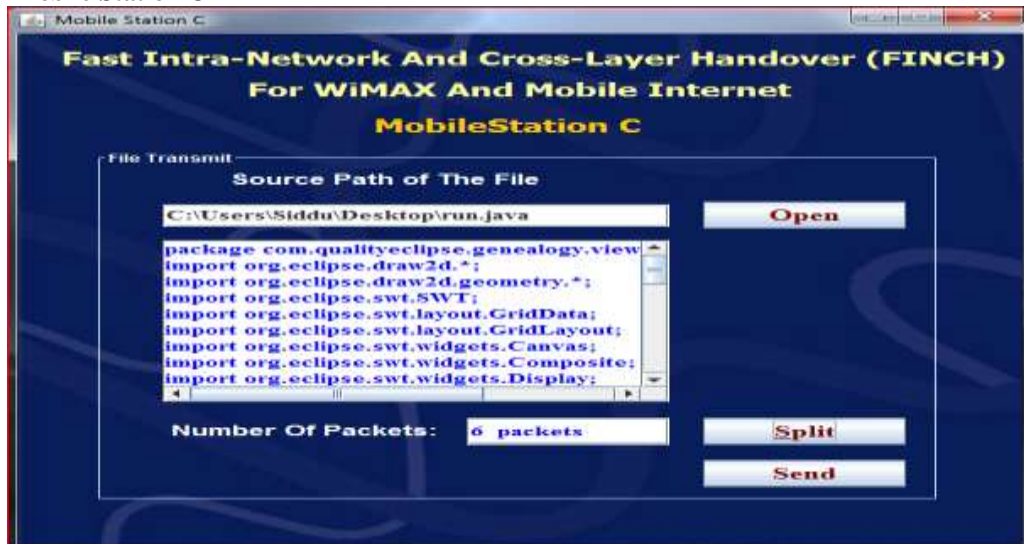 Mobile Station C
Fast Intra-Network And Cross-Layer Handover (FINCH)
For WiMAX And Mobile Internet
MobileStation C
File Transmit
Source Path of The File
C:\Users\Siddu\Desktop\run.java
Open
package com.qualityeclipse.genealogy.view
import org.eclipse.draw2d.*;
import org.eclipse.draw2d.geometry.*;
import org.eclipse.swt.SWT;
import org.eclipse.swt.layout.GridData;
import org.eclipse.swt.layout.GridLayout;
import org.eclipse.swt.widgets.Canvas;
import org.eclipse.swt.widgets.Composite;
import org.eclipse.swt.widgets.Display;
Number Of Packets:
6 packets
Split
Send